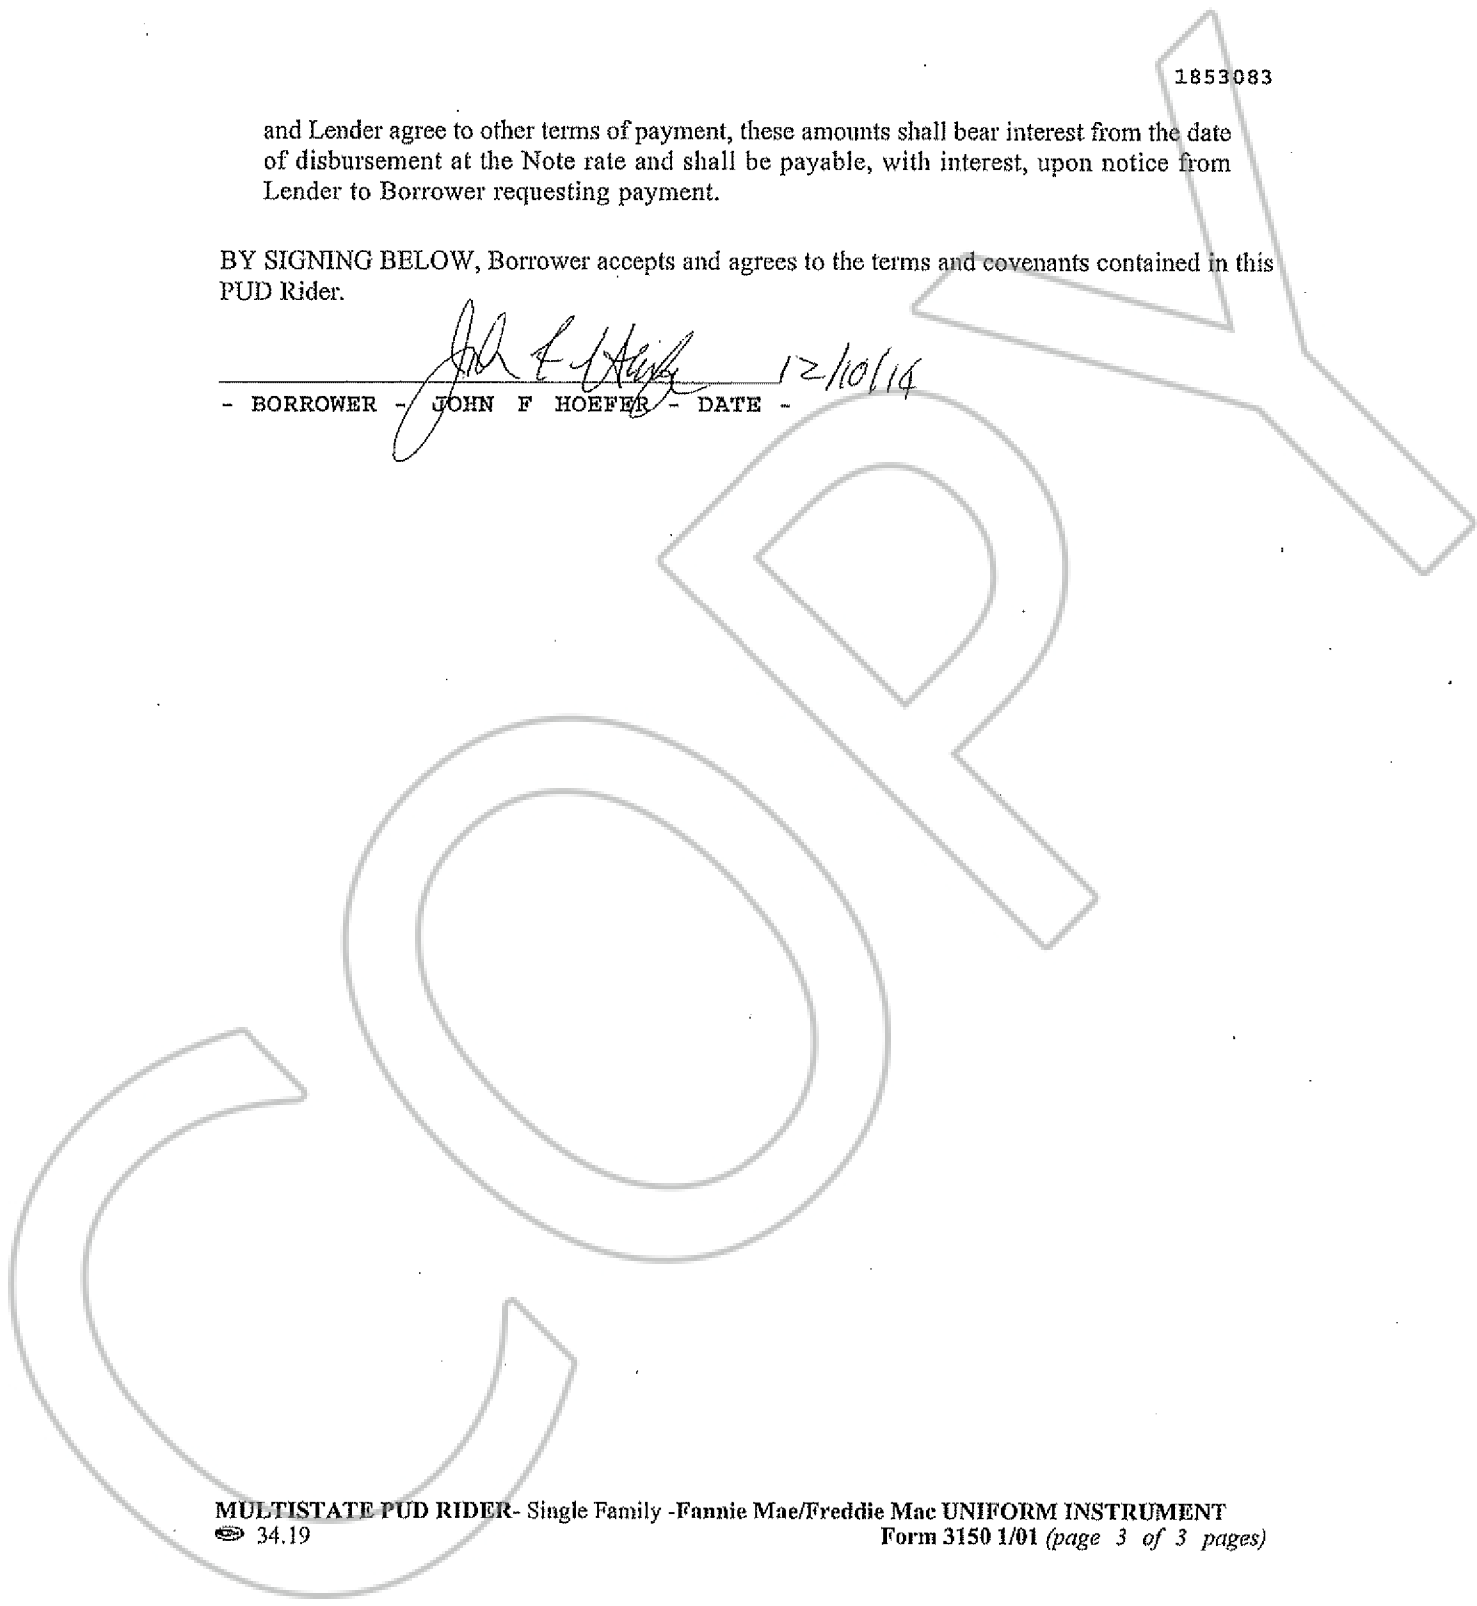 1853083
and Lender agree to other terms of payment, these amounts shall bear interest from the date
of disbursement at the Note rate and shall be payable, with interest, upon notice from
Lender to Borrower requesting payment.
BY SIGNING BELOW, Borrower accepts and agrees to the terms and covenants contained in this
PUD Rider.
John F Hoefer 12/10/14
- BORROWER - JOHN F HOEFER - DATE -
COPY
MULTISTATE PUD RIDER- Single Family -Fannie Mae/Freddie Mac UNIFORM INSTRUMENT
34.19 Form 3150 1/01 (page 3 of 3 pages)